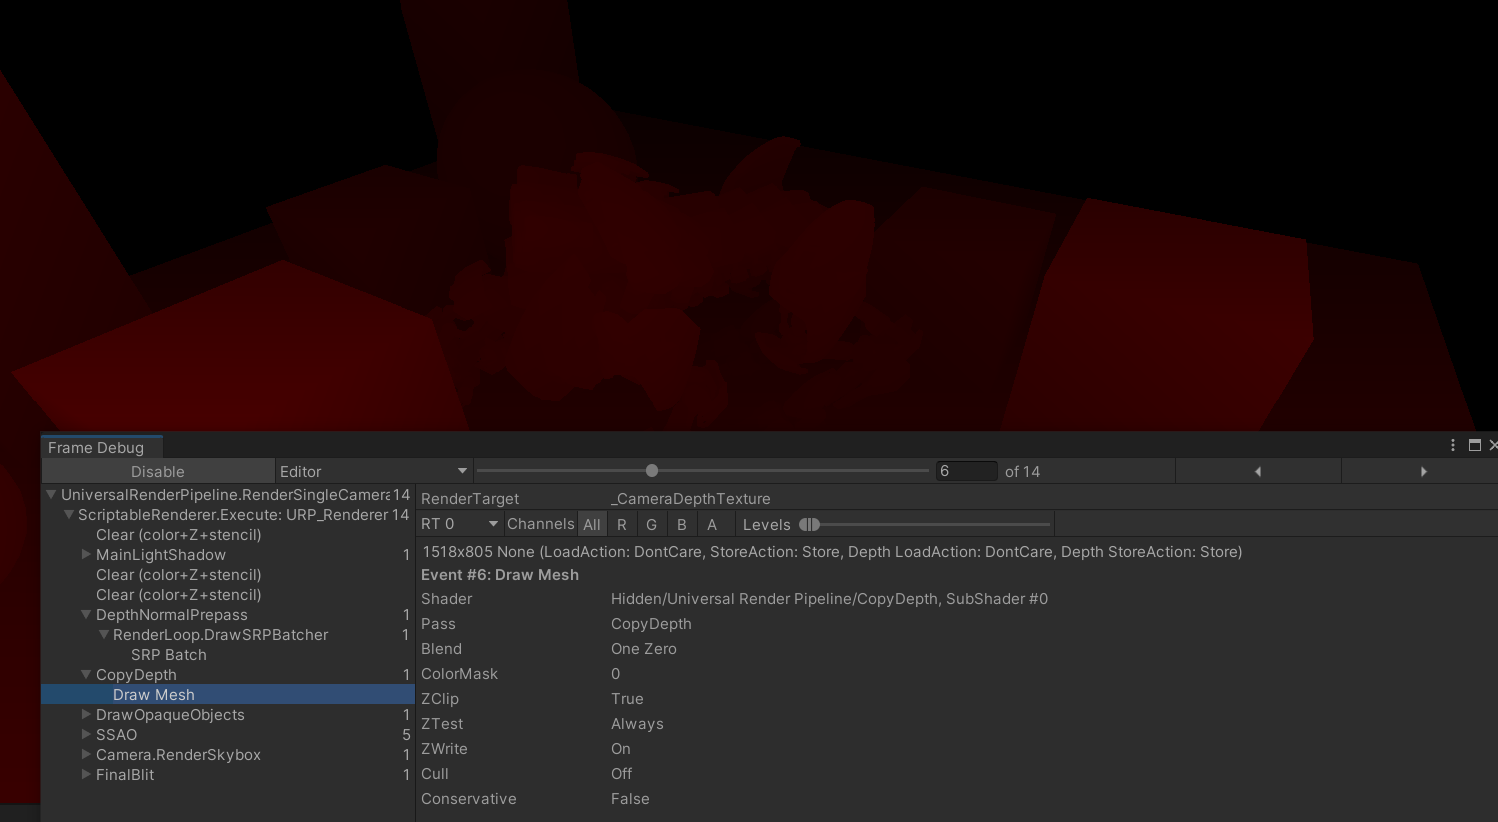 Frame Debug
Disable Editor 6 of 14
UniversalRenderPipeline.RenderSingleCamera 14
ScriptableRenderer.Execute: URP_Renderer 14
Clear (color+Z+stencil)
MainLightShadow 1
Clear (color+Z+stencil)
Clear (color+Z+stencil)
DepthNormalPrepass 1
RenderLoop.DrawSRPBatcher 1
SRP Batch
CopyDepth 1
Draw Mesh
DrawOpaqueObjects 1
SSAO 5
Camera.RenderSkybox 1
FinalBlit 1
RenderTarget _CameraDepthTexture
RT 0 Channels All R G B A Levels
1518x805 None (LoadAction: DontCare, StoreAction: Store, Depth LoadAction: DontCare, Depth StoreAction: Store)
Event #6: Draw Mesh
Shader Hidden/Universal Render Pipeline/CopyDepth, SubShader #0
Pass CopyDepth
Blend One Zero
ColorMask 0
ZClip True
ZTest Always
ZWrite On
Cull Off
Conservative False